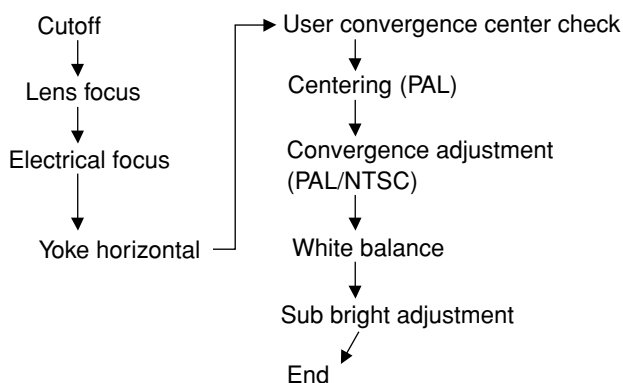 Cutoff
Lens focus
Electrical focus
Yoke horizontal
User convergence center check
Centering (PAL)
Convergence adjustment
(PAL/NTSC)
White balance
Sub bright adjustment
End